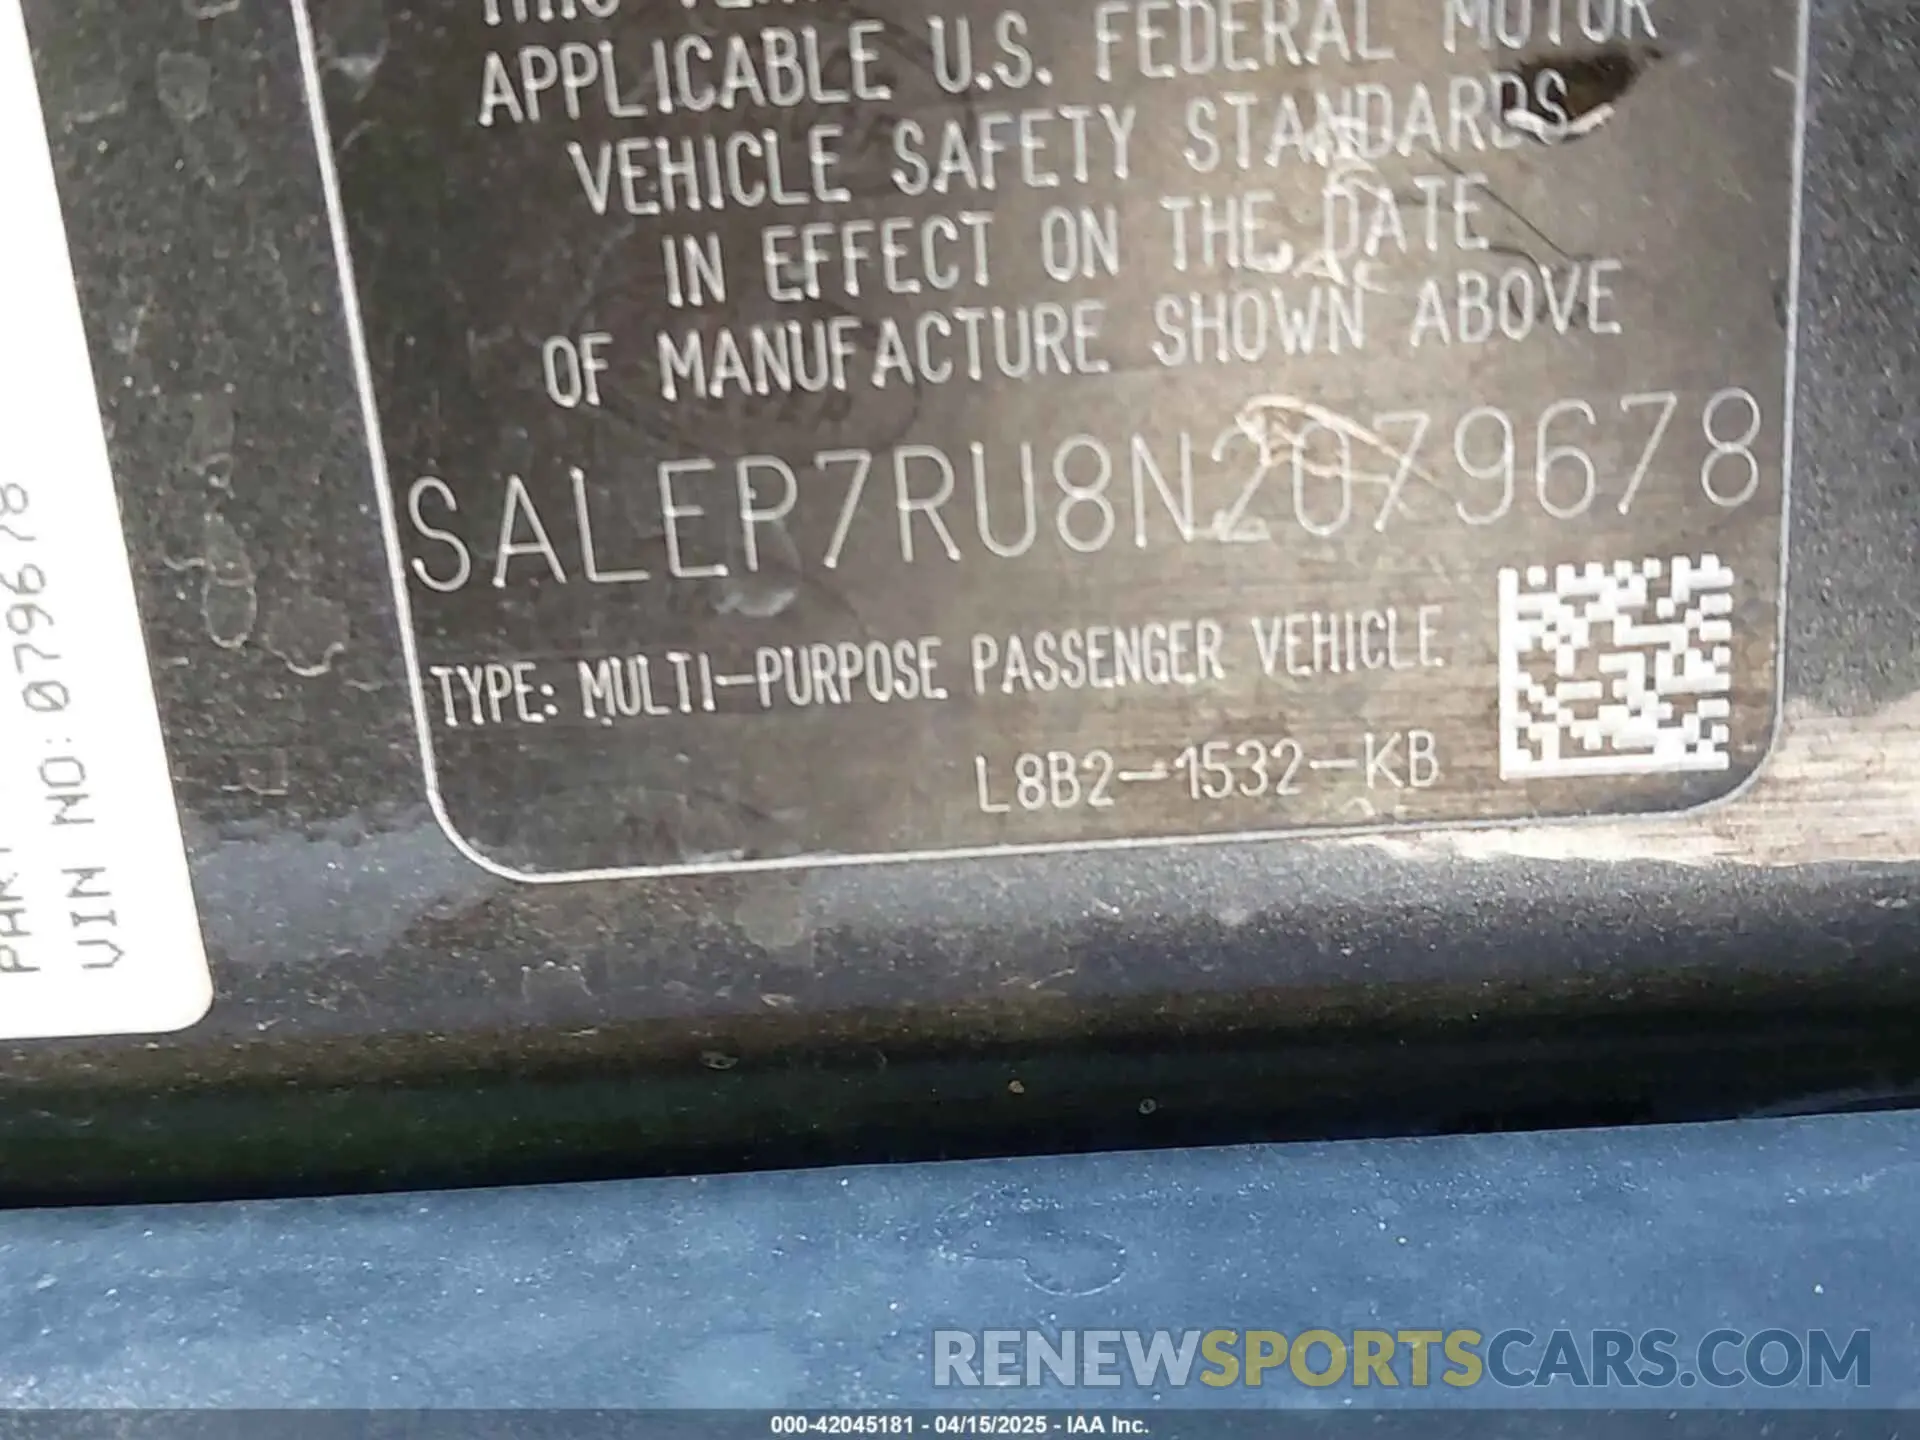 APPLICABLE U.S. FEDERAL MOTOR
VEHICLE SAFETY STANDARDS
IN EFFECT ON THE DATE
OF MANUFACTURE SHOWN ABOVE
SALEP7RU8N2079678
TYPE: MULTI-PURPOSE PASSENGER VEHICLE
L8B2-1532-KB
VIN NO: 079678
RENEWSPORTSCARS.COM
000-42045181 - 04/15/2025 - IAA Inc.